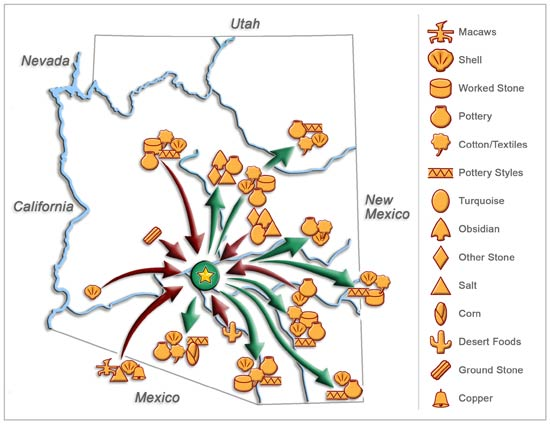 Utah
Nevada
California
New
Mexico
Mexico
Macaws
Shell
Worked Stone
Pottery
Cotton/Textiles
Pottery Styles
Turquoise
Obsidian
Other Stone
Salt
Corn
Desert Foods
Ground Stone
Copper